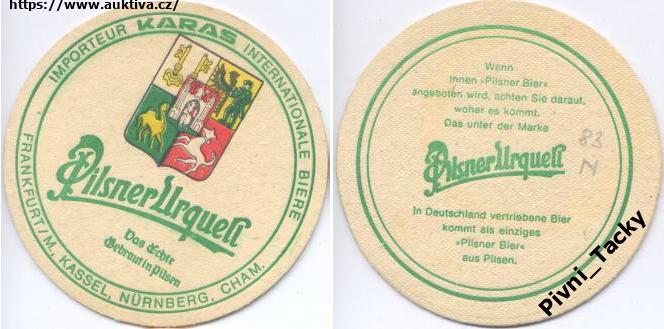 https://www.auktiva.cz/
IMPORTEUR KARAS INTERNATIONALE BIERE
Pilsner Urquell
Das Echte
Gebraut in Pilsen
FRANKFURT/M., KASSEL, NÜRNBERG, CHAM.
Wenn
Ihnen »Pilsner Bier«
angeboten wird, achten Sie darauf,
woher es kommt.
Das unter der Marke
83
N
Pilsner Urquell
in Deutschland vertriebene Bier
kommt als einziges
»Pilsner Bier«
aus Pilsen.
Pivni_Tacky